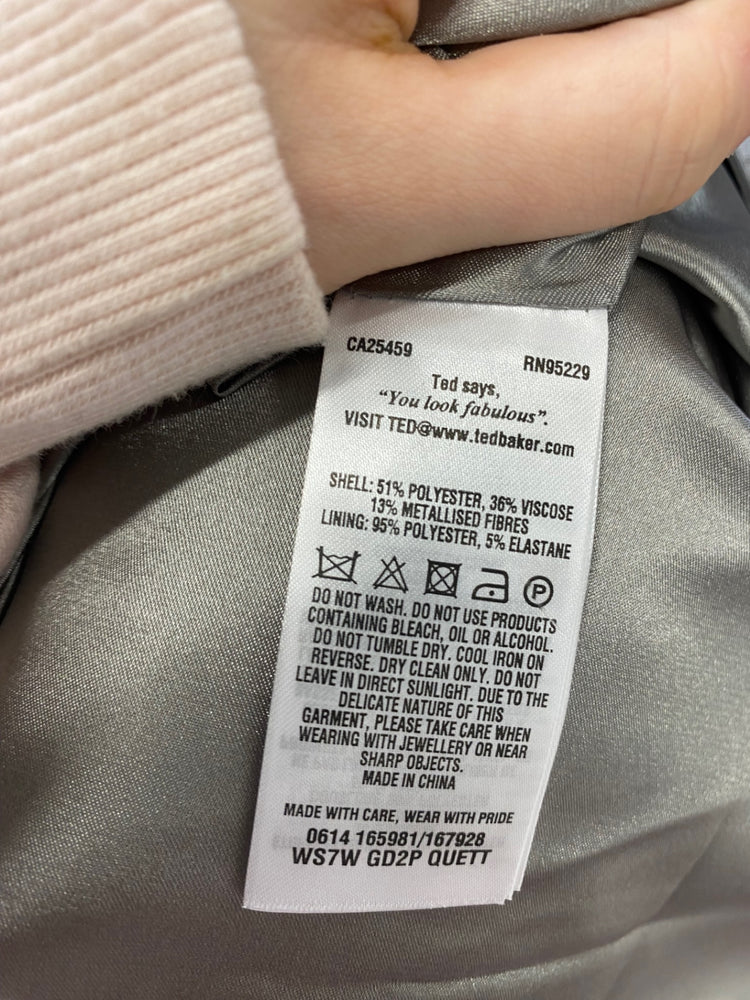 CA25459
RN95229
Ted says,
“You look fabulous”.
VISIT TED@www.tedbaker.com
SHELL: 51% POLYESTER, 36% VISCOSE
13% METALLISED FIBRES
LINING: 95% POLYESTER, 5% ELASTANE
P
DO NOT WASH. DO NOT USE PRODUCTS
CONTAINING BLEACH, OIL OR ALCOHOL.
DO NOT TUMBLE DRY. COOL IRON ON
REVERSE. DRY CLEAN ONLY. DO NOT
LEAVE IN DIRECT SUNLIGHT. DUE TO THE
DELICATE NATURE OF THIS
GARMENT, PLEASE TAKE CARE WHEN
WEARING WITH JEWELLERY OR NEAR
SHARP OBJECTS.
MADE IN CHINA
MADE WITH CARE, WEAR WITH PRIDE
0614 165981/167928
WS7W GD2P QUETT